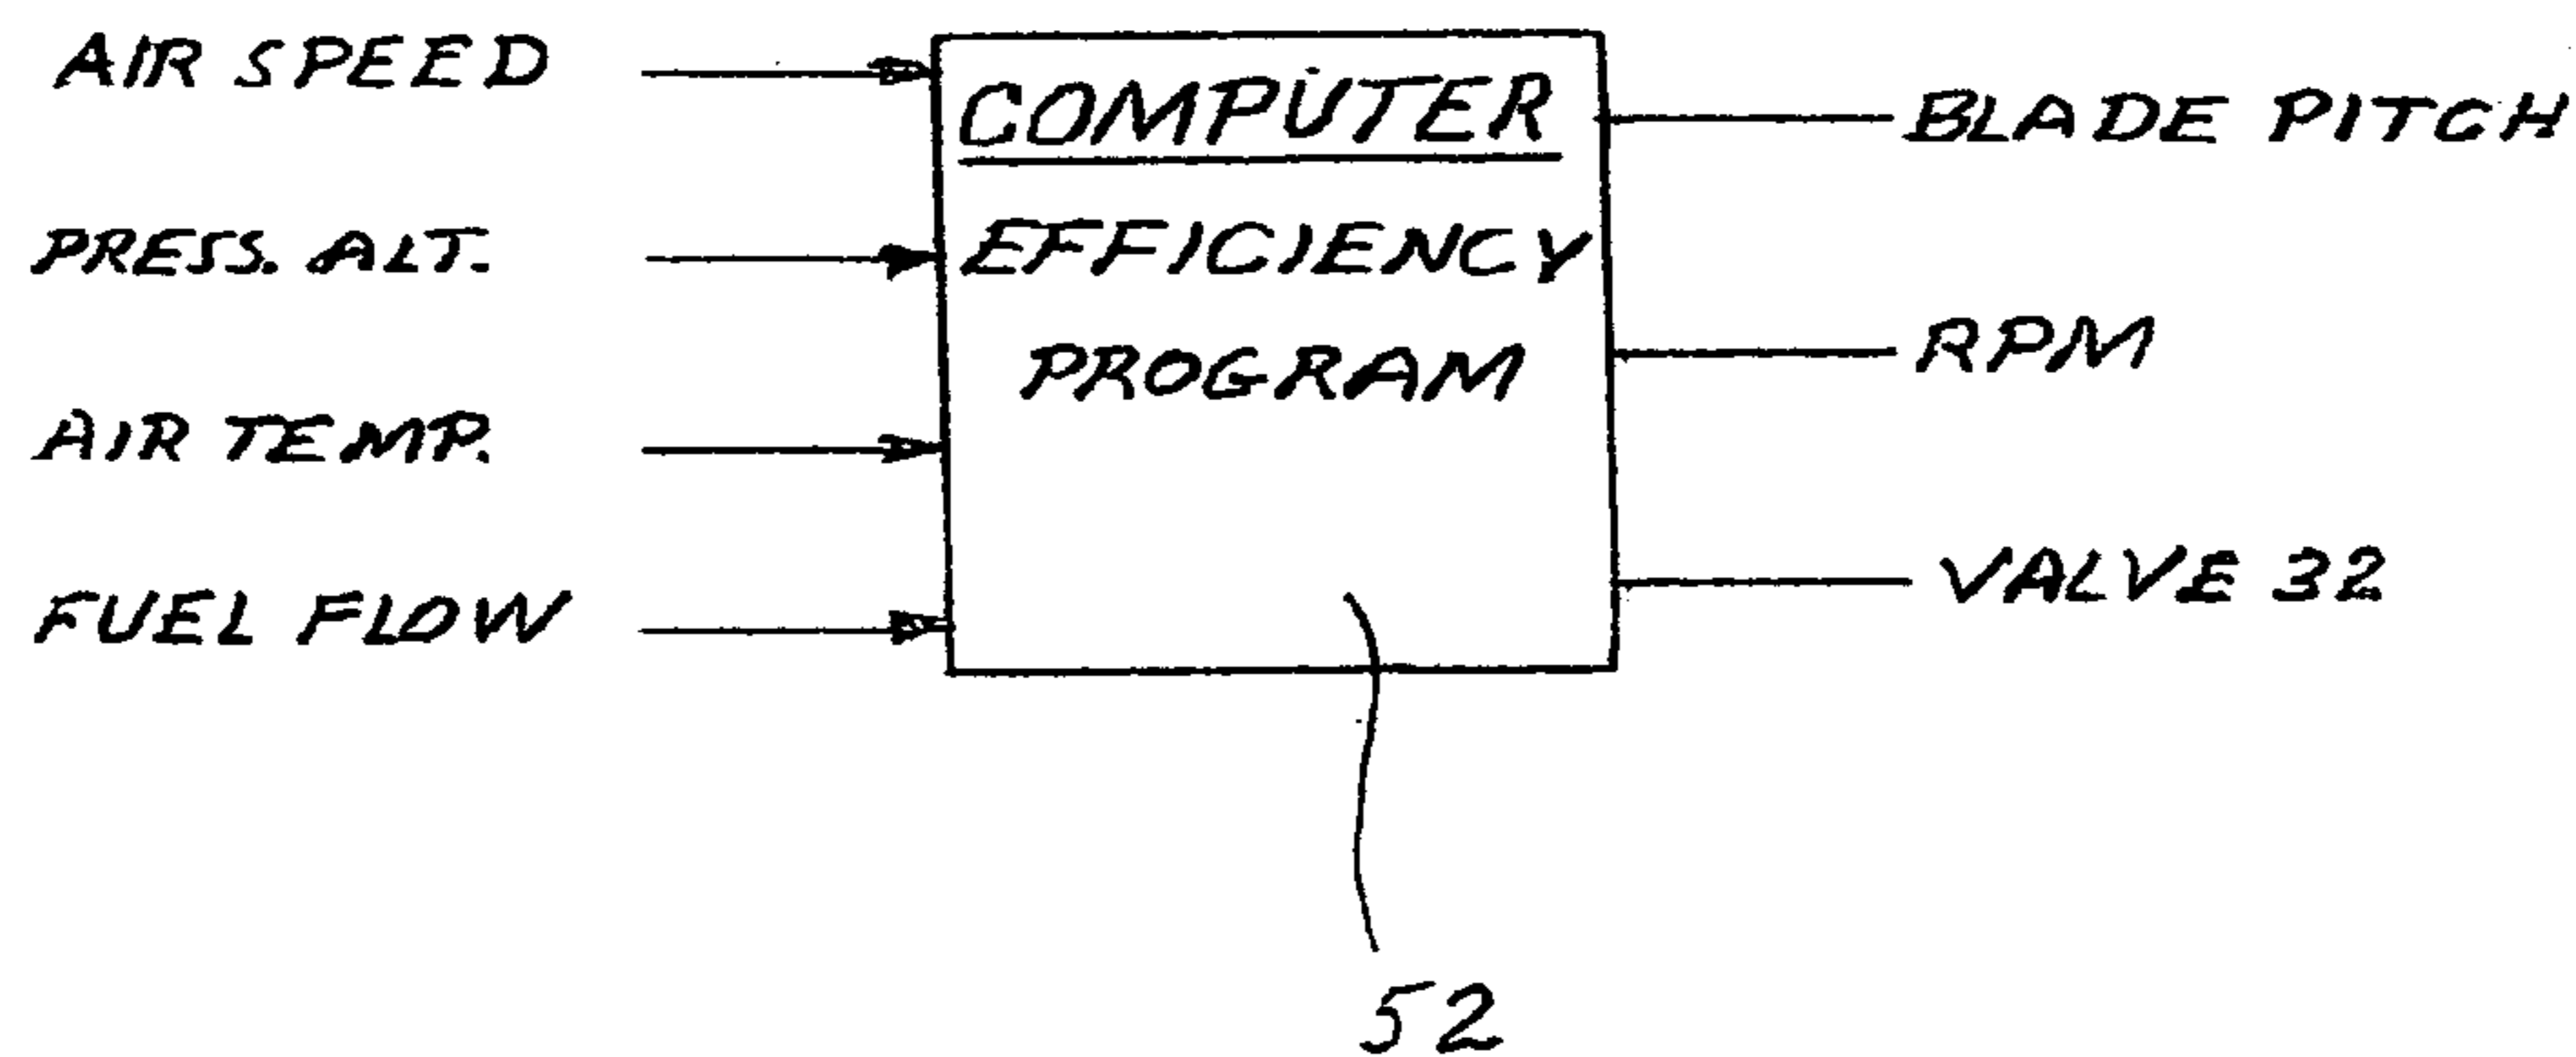 AIR SPEED
PRESS. ALT.
AIR TEMP.
FUEL FLOW
COMPUTER
EFFICIENCY
PROGRAM
BLADE PITCH
RPM
VALVE 32
52